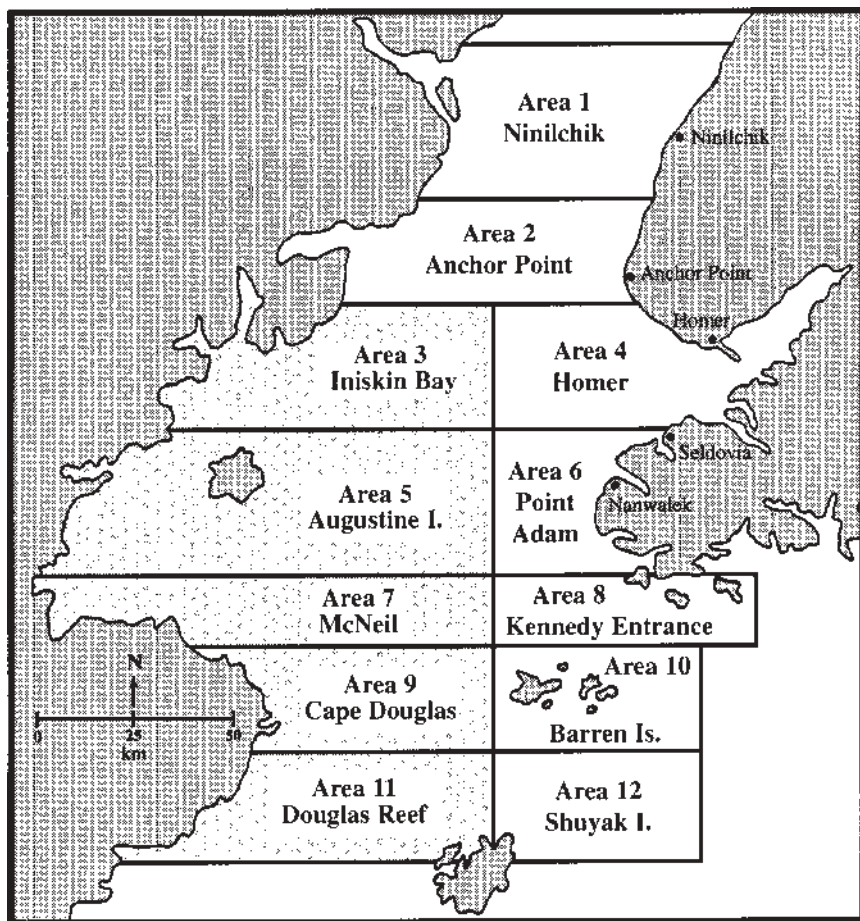 Area 1
Ninilchik
Ninilchik
Area 2
Anchor Point
Anchor Point
Homer
Area 3
Iniskin Bay
Area 4
Homer
Seldovia
Area 5
Augustine I.
Area 6
Point
Adam
Nanwalek
Area 7
McNeil
Area 8
Kennedy Entrance
N
0 25 50
km
Area 9
Cape Douglas
Area 10
Barren Is.
Area 11
Douglas Reef
Area 12
Shuyak I.